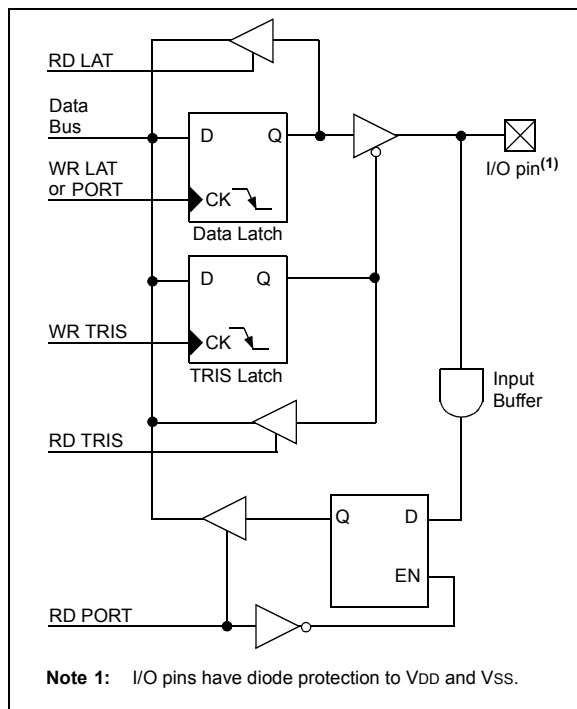 RD LAT
Data
Bus
D Q
WR LAT
or PORT
CK
I/O pin(1)
Data Latch
D Q
WR TRIS
CK
TRIS Latch
Input
Buffer
RD TRIS
Q D
EN
RD PORT
Note 1: I/O pins have diode protection to VDD and VSS.